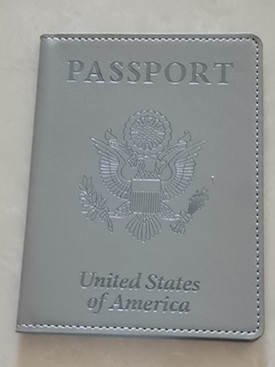 PASSPORT
United States
of America